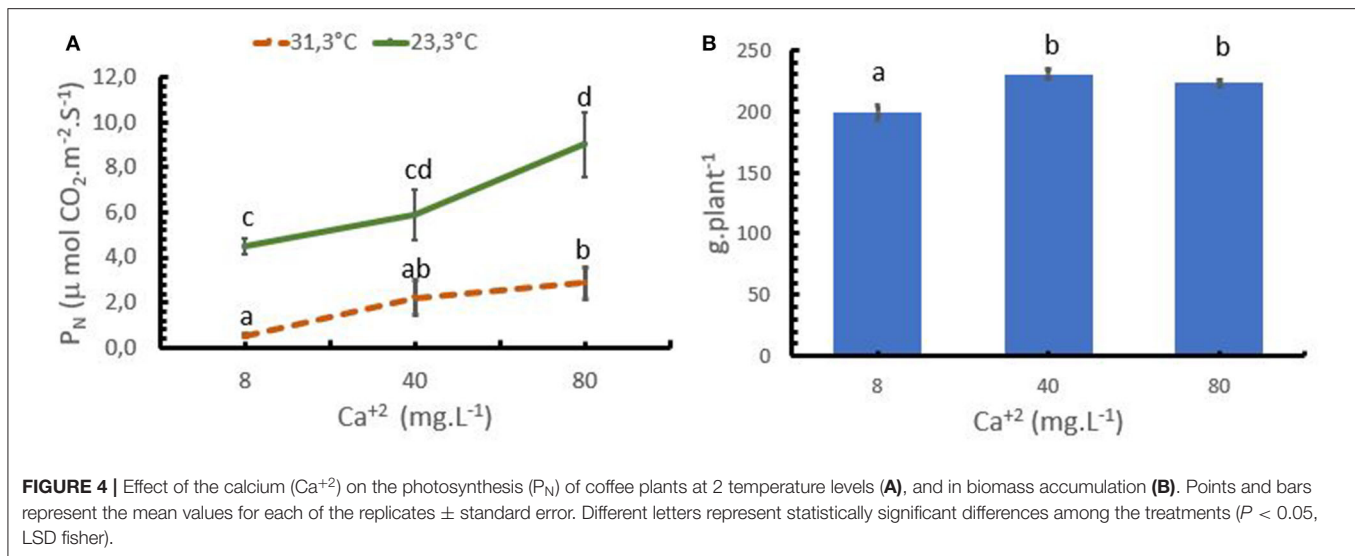 A
31,3°C 23,3°C
12,0
10,0
8,0
6,0
4,0
2,0
0,0
P_N (μ mol CO₂.m⁻².S⁻¹)
c
cd
d
a
ab
b
8 40 80
Ca⁺² (mg.L⁻¹)
B
250
200
150
100
50
0
g.plant⁻¹
a
b
b
8 40 80
Ca⁺² (mg.L⁻¹)
FIGURE 4 | Effect of the calcium (Ca⁺²) on the photosynthesis (P_N) of coffee plants at 2 temperature levels (A), and in biomass accumulation (B). Points and bars
represent the mean values for each of the replicates ± standard error. Different letters represent statistically significant differences among the treatments (P < 0.05,
LSD fisher).